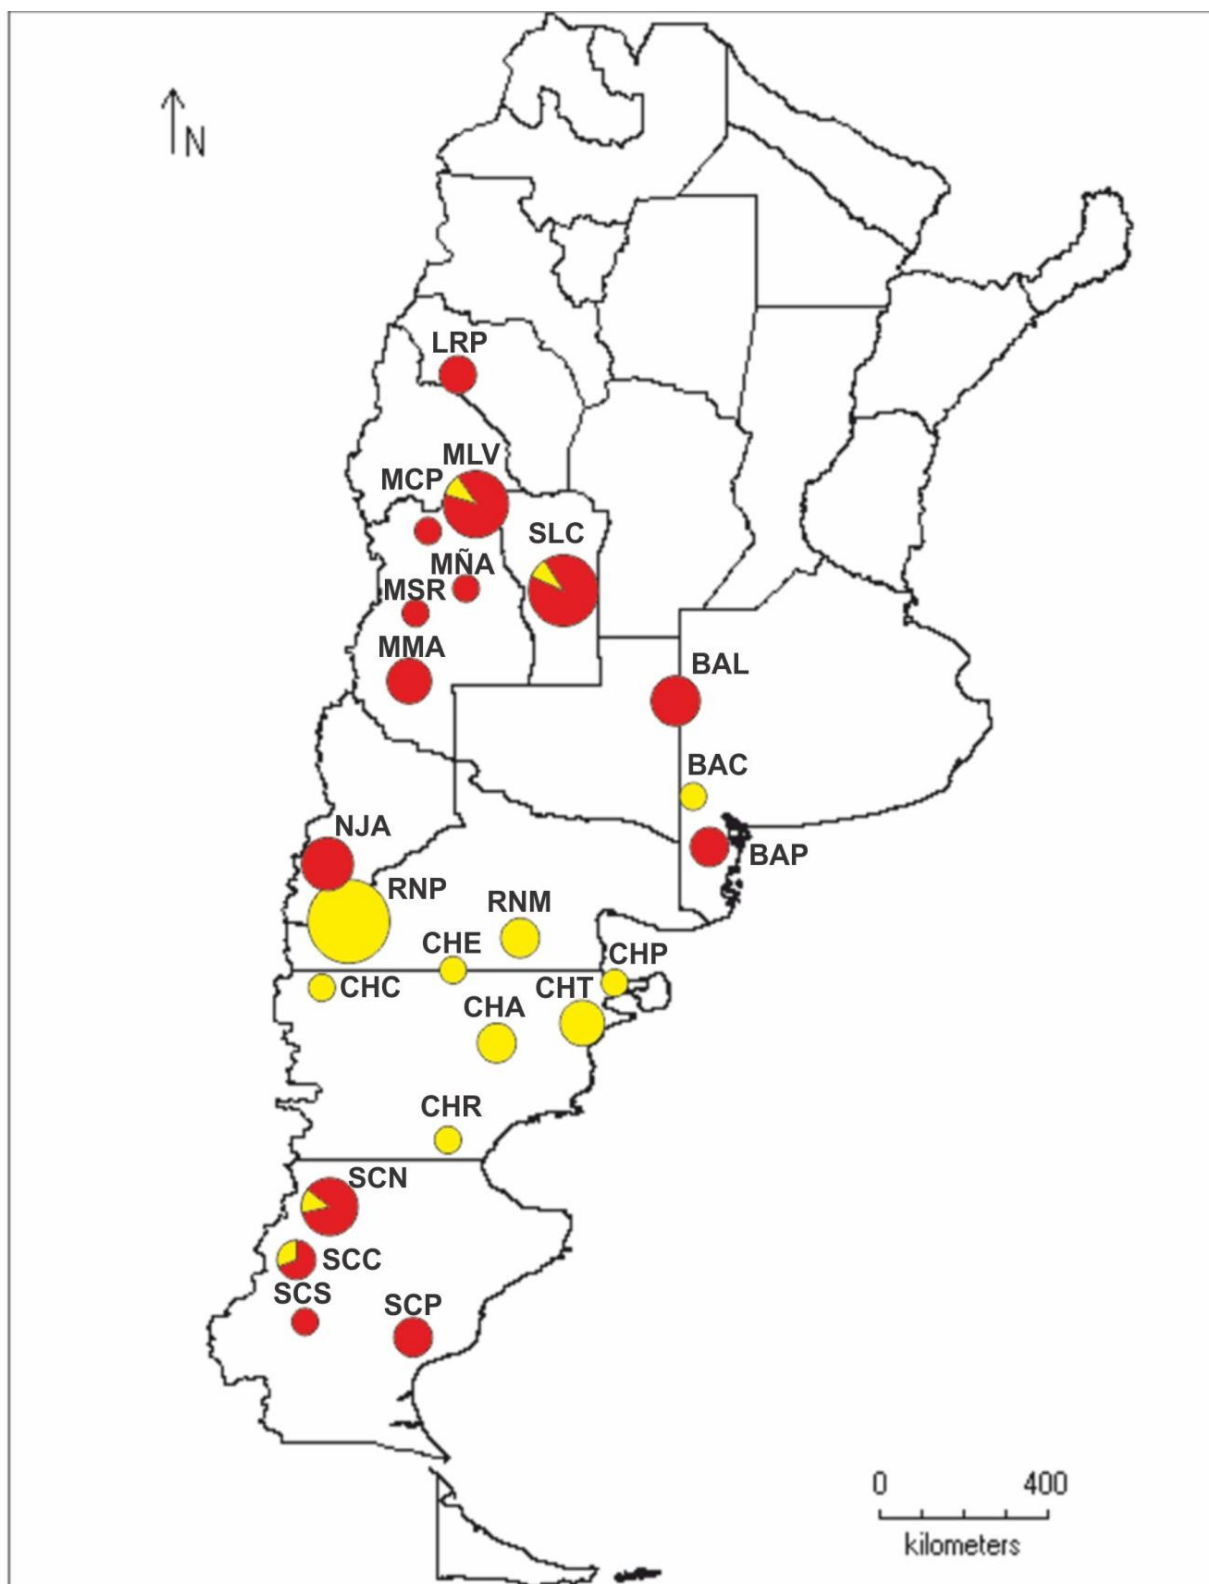 N
LRP
MLV
MCP
SLC
MÑA
MSR
MMA
BAL
BAC
NJA
BAP
RNP
RNM
CHE
CHP
CHC
CHT
CHA
CHR
SCN
SCC
SCS
SCP
0 400
kilometers